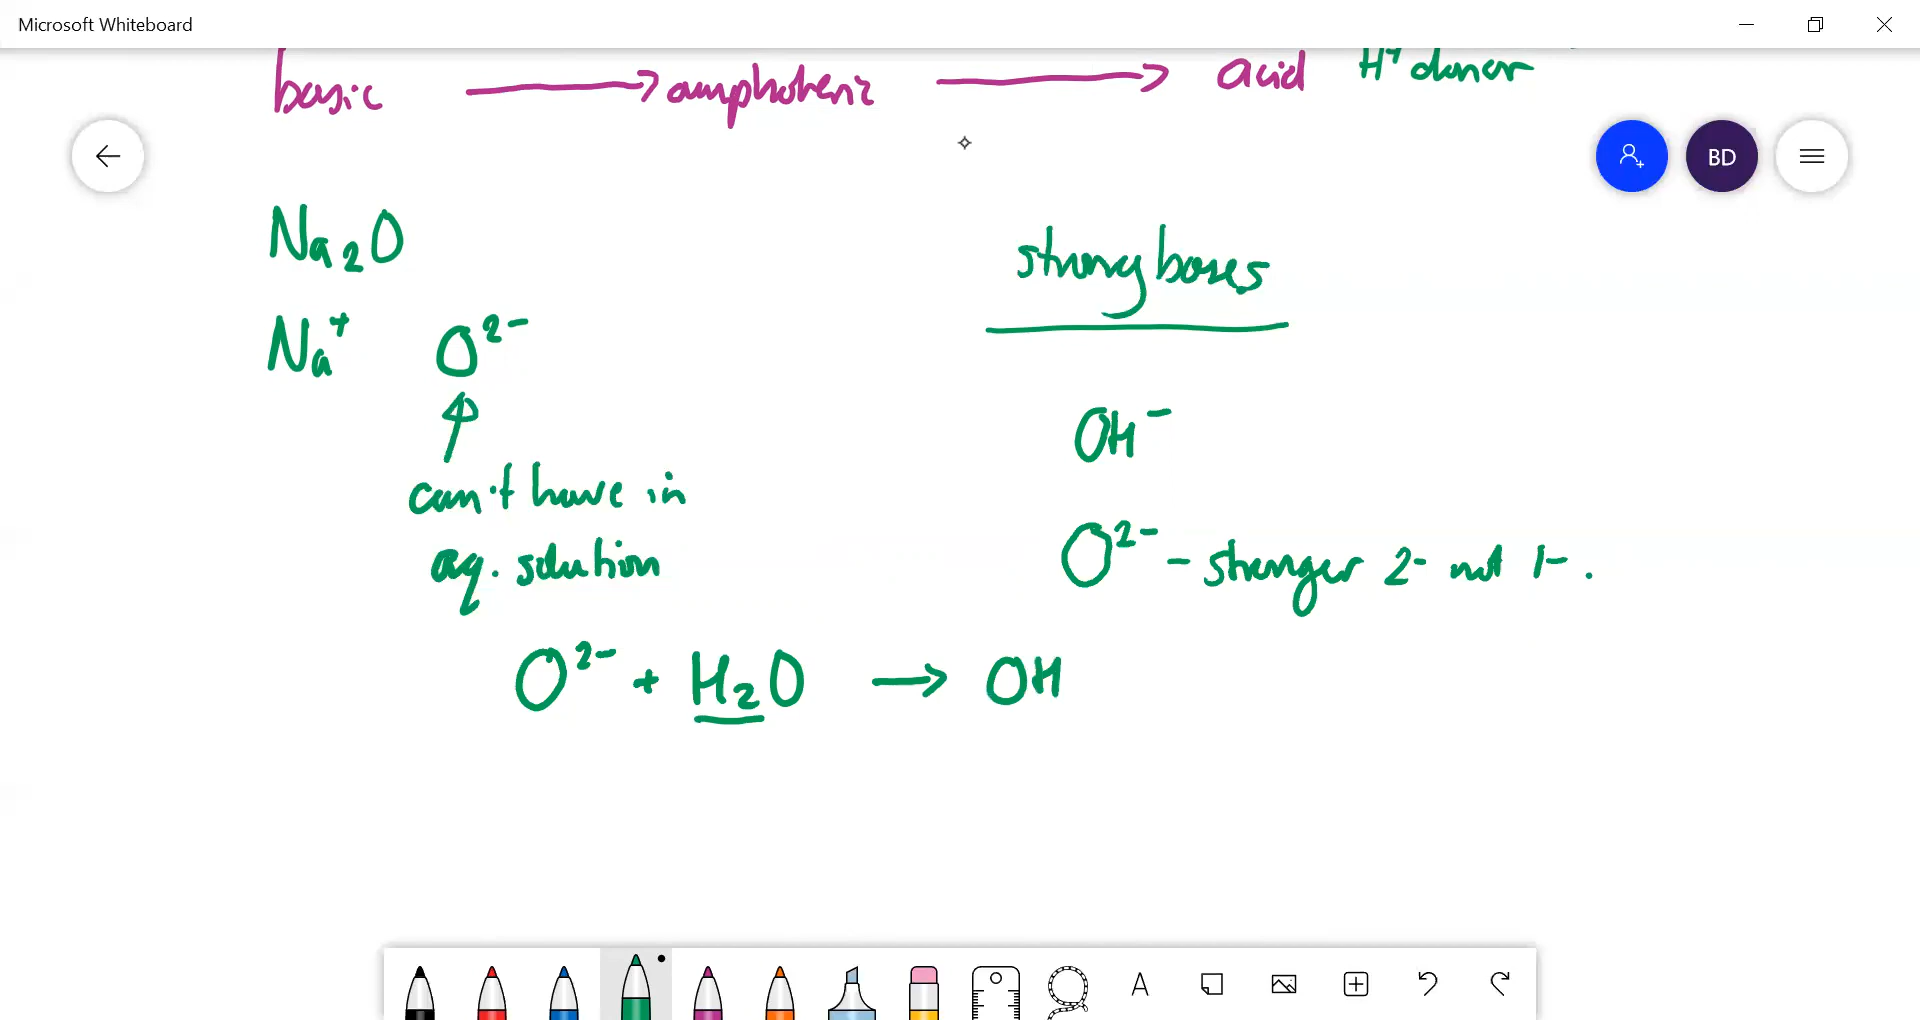 Microsoft Whiteboard
basic → amphoteric → acid H⁺ donor
BD
Na₂O
strong bases
Na⁺ O²⁻
OH⁻
can't have in
aq. solution
O²⁻ - stronger 2- not 1-.
O²⁻ + H₂O → OH
A